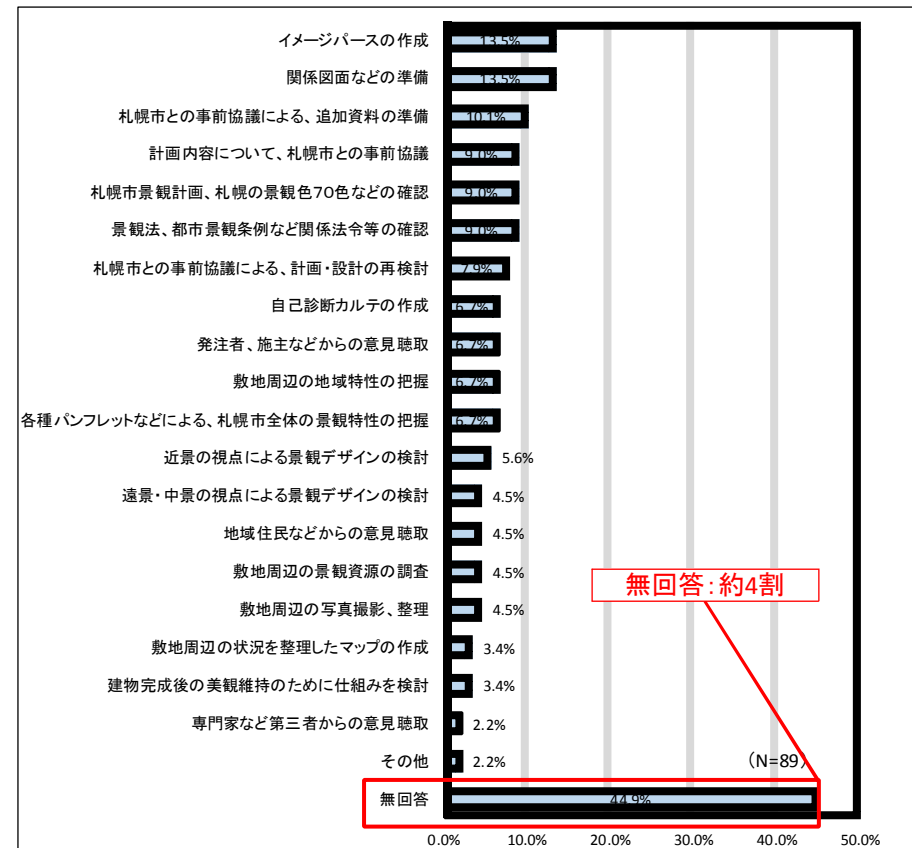 イメージパースの作成 13.5%
関係図面などの準備 13.5%
札幌市との事前協議による、追加資料の準備 10.1%
計画内容について、札幌市との事前協議 9.0%
札幌市景観計画、札幌の景観色70色などの確認 9.0%
景観法、都市景観条例など関係法令等の確認 9.0%
札幌市との事前協議による、計画・設計の再検討 7.9%
自己診断カルテの作成 6.7%
発注者、施主などからの意見聴取 6.7%
敷地周辺の地域特性の把握 6.7%
各種パンフレットなどによる、札幌市全体の景観特性の把握 6.7%
近景の視点による景観デザインの検討 5.6%
遠景・中景の視点による景観デザインの検討 4.5%
地域住民などからの意見聴取 4.5%
敷地周辺の景観資源の調査 4.5%
無回答：約4割
敷地周辺の写真撮影、整理 4.5%
敷地周辺の状況を整理したマップの作成 3.4%
建物完成後の美観維持のために仕組みを検討 3.4%
専門家など第三者からの意見聴取 2.2%
その他 2.2% （N=89）
無回答 44.9%
0.0% 10.0% 20.0% 30.0% 40.0% 50.0%